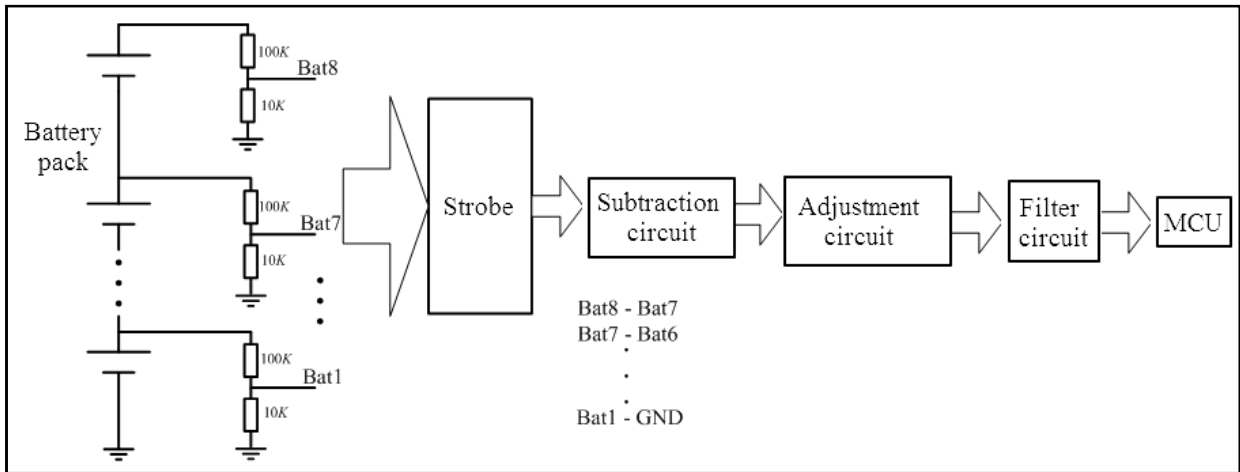 100K
Bat8
10K
Battery
pack
100K
Bat7
10K
100K
Bat1
10K
Strobe
Subtraction
circuit
Adjustment
circuit
Filter
circuit
MCU
Bat8 - Bat7
Bat7 - Bat6
Bat1 - GND